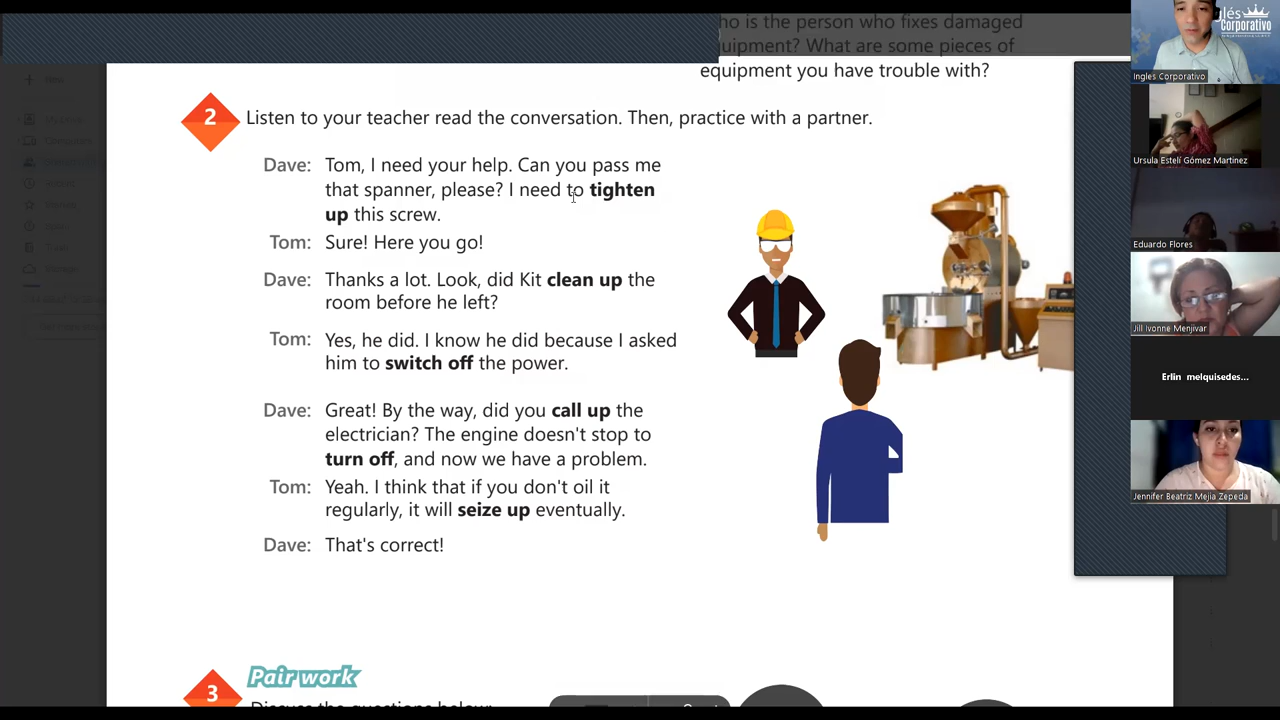 ho is the person who fixes damaged
quipment? What are some pieces of
equipment you have trouble with?
2
Listen to your teacher read the conversation. Then, practice with a partner.
Dave: Tom, I need your help. Can you pass me
that spanner, please? I need to tighten
up this screw.
Tom: Sure! Here you go!
Dave: Thanks a lot. Look, did Kit clean up the
room before he left?
Tom: Yes, he did. I know he did because I asked
him to switch off the power.
Dave: Great! By the way, did you call up the
electrician? The engine doesn't stop to
turn off, and now we have a problem.
Tom: Yeah. I think that if you don't oil it
regularly, it will seize up eventually.
Dave: That's correct!
3
Pair work
Discuss the questions below:
glés
Corporativo
Ingles Corporativo
Ursula Estelí Gómez Martinez
Eduardo Flores
Jill Ivonne Menjivar
Erlin melquisedes...
Jennifer Beatriz Mejia Zepeda